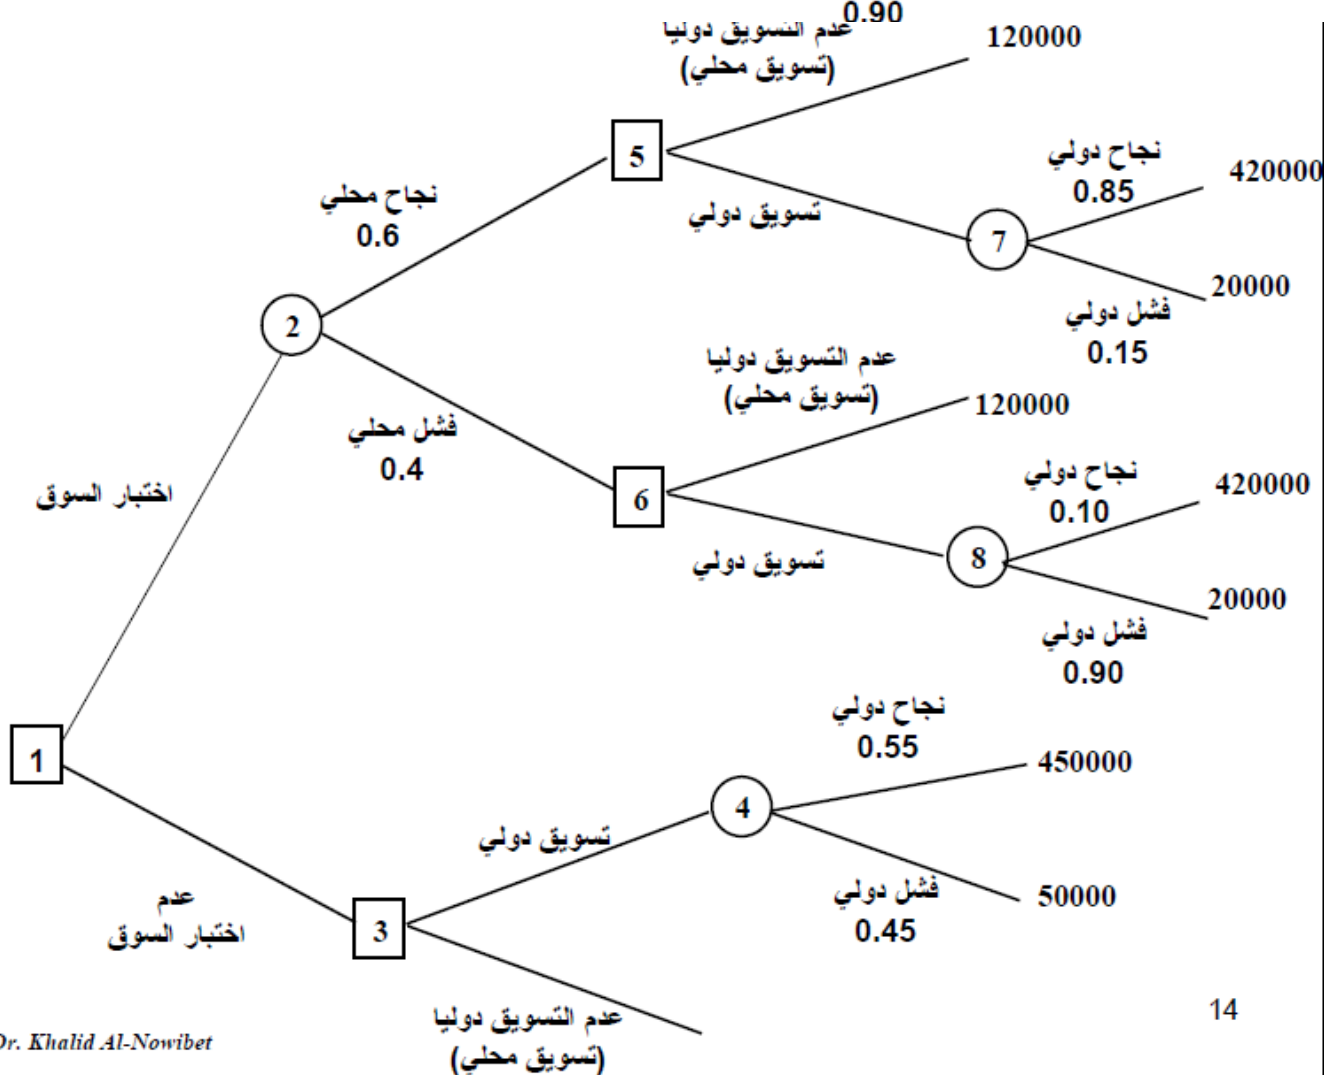 0.90
عدم التسويق دوليا
(تسويق محلي)
120000
5
نجاح دولي
0.85
420000
نجاح محلي
0.6
تسويق دولي
7
20000
فشل دولي
0.15
2
عدم التسويق دوليا
(تسويق محلي)
120000
فشل محلي
0.4
نجاح دولي
0.10
420000
اختبار السوق
6
تسويق دولي
8
20000
فشل دولي
0.90
نجاح دولي
0.55
450000
1
4
تسويق دولي
فشل دولي
0.45
50000
عدم
اختبار السوق
3
عدم التسويق دوليا
(تسويق محلي)
14
Dr. Khalid Al-Nowibet